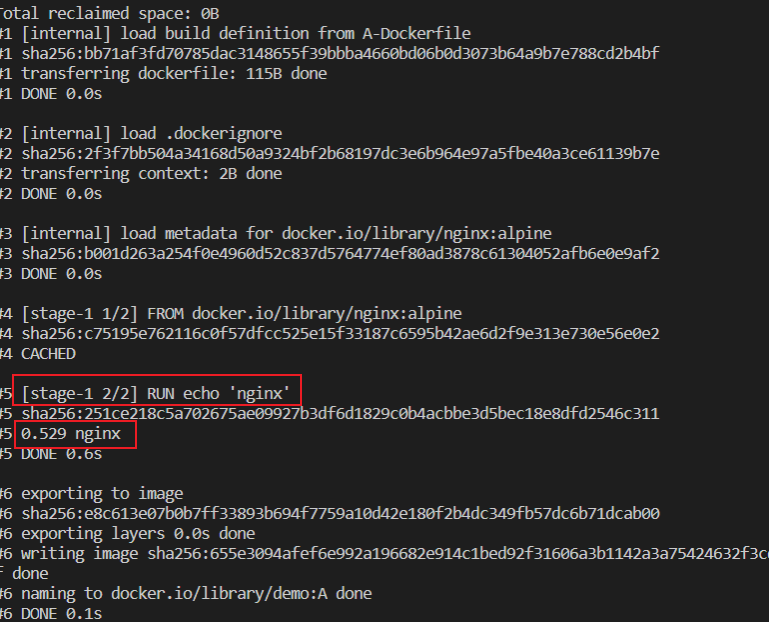 Total reclaimed space: 0B
#1 [internal] load build definition from A-Dockerfile
#1 sha256:bb71af3fd70785dac3148655f39bbba4660bd06b0d3073b64a9b7e788cd2b4bf
#1 transferring dockerfile: 115B done
#1 DONE 0.0s
#2 [internal] load .dockerignore
#2 sha256:2f3f7bb504a34168d50a9324bf2b68197dc3e6b964e97a5fbe40a3ce61139b7e
#2 transferring context: 2B done
#2 DONE 0.0s
#3 [internal] load metadata for docker.io/library/nginx:alpine
#3 sha256:b001d263a254f0e4960d52c837d5764774ef80ad3878c61304052afb6e0e9af2
#3 DONE 0.0s
#4 [stage-1 1/2] FROM docker.io/library/nginx:alpine
#4 sha256:c75195e762116c0f57dfcc525e15f33187c6595b42ae6d2f9e313e730e56e0e2
#4 CACHED
#5 [stage-1 2/2] RUN echo 'nginx'
#5 sha256:251ce218c5a702675ae09927b3df6d1829c0b4acbbe3d5bec18e8dfd2546c311
#5 0.529 nginx
#5 DONE 0.6s
#6 exporting to image
#6 sha256:e8c613e07b0b7ff33893b694f7759a10d42e180f2b4dc349fb57dc6b71dcab00
#6 exporting layers 0.0s done
#6 writing image sha256:655e3094afef6e992a196682e914c1bed92f31606a3b1142a3a75424632f3c
f done
#6 naming to docker.io/library/demo:A done
#6 DONE 0.1s